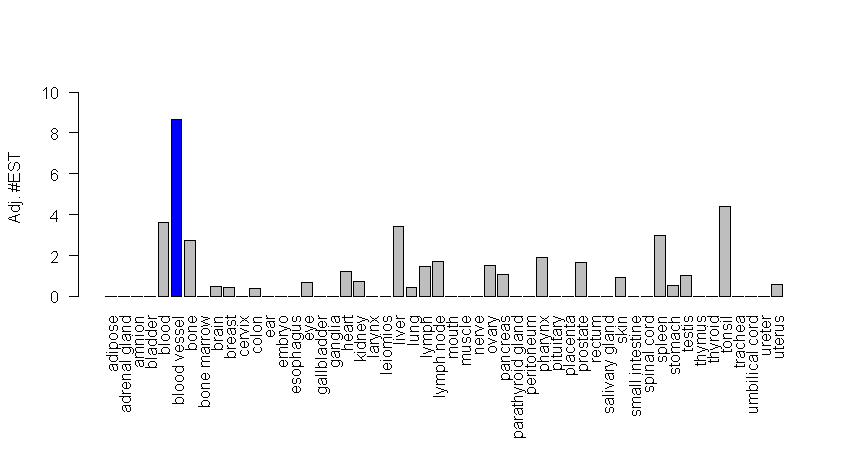 10
8
6
4
2
0
Adj. #EST
adipose
adrenal gland
amnion
bladder
blood
blood vessel
bone
bone marrow
brain
breast
cervix
colon
ear
embryo
esophagus
eye
gallbladder
ganglia
heart
kidney
larynx
leiomios
liver
lung
lymph
lymph node
mouth
muscle
nerve
ovary
pancreas
parathyroid gland
peritoneum
pharynx
pituitary
placenta
prostate
rectum
salivary gland
skin
small intestine
spinal cord
spleen
stomach
testis
thymus
thyroid
tonsil
trachea
umbilical cord
ureter
uterus